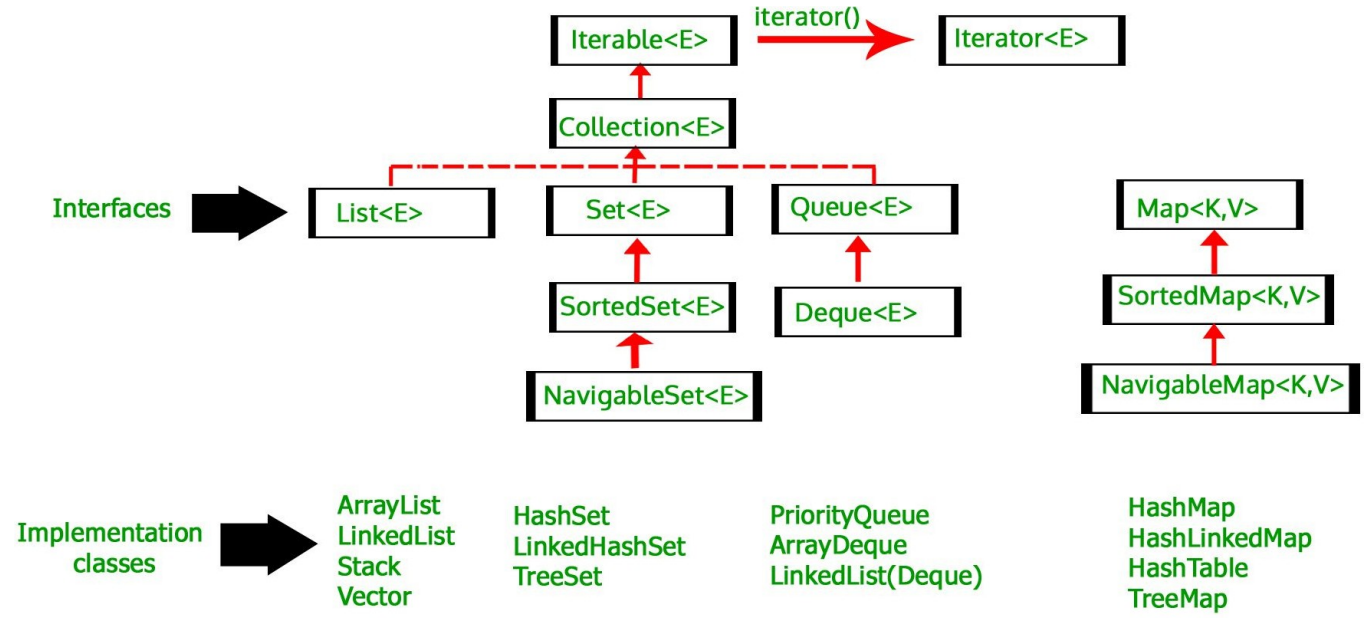 iterator()
Iterable<E>
Iterator<E>
Collection<E>
Interfaces
List<E>
Set<E>
Queue<E>
Map<K,V>
SortedSet<E>
Deque<E>
SortedMap<K,V>
NavigableSet<E>
NavigableMap<K,V>
Implementation
classes
ArrayList
LinkedList
Stack
Vector
HashSet
LinkedHashSet
TreeSet
PriorityQueue
ArrayDeque
LinkedList(Deque)
HashMap
HashLinkedMap
HashTable
TreeMap